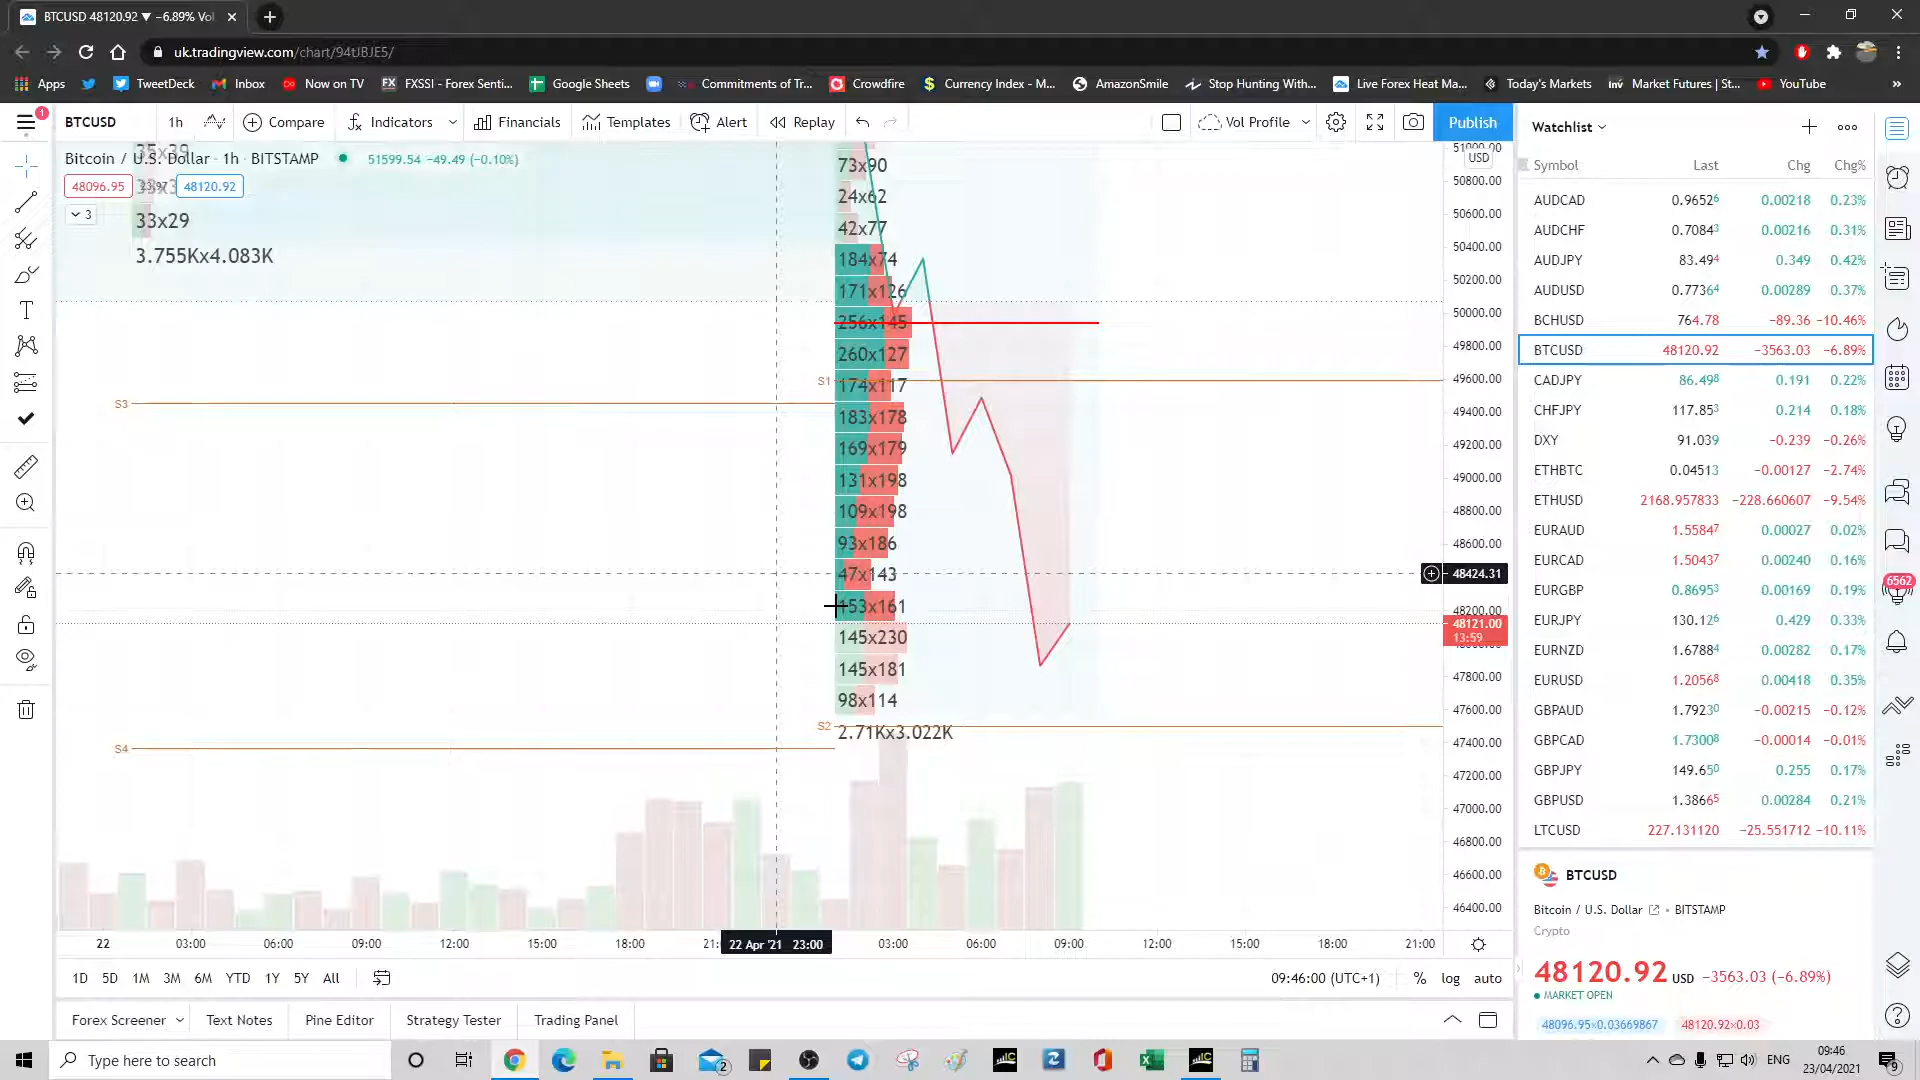 BTCUSD 48120.92 ▼ −6.89% Vol
uk.tradingview.com/chart/94tJBJE5/
Apps
TweetDeck
Inbox
Now on TV
FXSSI - Forex Senti...
Google Sheets
Commitments of Tr...
Crowdfire
Currency Index - M...
AmazonSmile
Stop Hunting With...
Live Forex Heat Ma...
Today's Markets
Market Futures | St...
YouTube
»
1
BTCUSD
1h
Compare
Indicators
Financials
Templates
Alert
Replay
Vol Profile
Publish
Bitcoin / U.S. Dollar · 1h · BITSTAMP
51599.54 −49.49 (−0.10%)
48096.95
23.97
48120.92
3
33x29
3.755Kx4.083K
73x90
24x62
42x77
184x74
171x126
256x145
260x127
174x117
183x178
169x179
131x198
109x198
93x186
47x143
153x161
145x230
145x181
98x114
2.71Kx3.022K
S3
S4
S1
S2
USD
50800.00
50600.00
50400.00
50200.00
50000.00
49800.00
49600.00
49400.00
49200.00
49000.00
48800.00
48600.00
48424.31
48200.00
48121.00
13:59
47800.00
47600.00
47400.00
47200.00
47000.00
46800.00
46600.00
46400.00
22
03:00
06:00
09:00
12:00
15:00
18:00
21:
22 Apr '21 23:00
03:00
06:00
09:00
12:00
15:00
18:00
21:00
1D 5D 1M 3M 6M YTD 1Y 5Y All
09:46:00 (UTC+1)
% log auto
Forex Screener
Text Notes
Pine Editor
Strategy Tester
Trading Panel
Watchlist
Symbol Last Chg Chg%
AUDCAD 0.96526 0.00218 0.23%
AUDCHF 0.70843 0.00216 0.31%
AUDJPY 83.494 0.349 0.42%
AUDUSD 0.77364 0.00289 0.37%
BCHUSD 764.78 −89.36 −10.46%
BTCUSD 48120.92 −3563.03 −6.89%
CADJPY 86.498 0.191 0.22%
CHFJPY 117.853 0.214 0.18%
DXY 91.039 −0.239 −0.26%
ETHBTC 0.04513 −0.00127 −2.74%
ETHUSD 2168.957833 −228.660607 −9.54%
EURAUD 1.55847 0.00027 0.02%
EURCAD 1.50437 0.00240 0.16%
EURGBP 0.86953 0.00169 0.19%
EURJPY 130.126 0.429 0.33%
EURNZD 1.67884 0.00282 0.17%
EURUSD 1.20568 0.00418 0.35%
GBPAUD 1.79230 −0.00215 −0.12%
GBPCAD 1.73008 −0.00014 −0.01%
GBPJPY 149.650 0.255 0.17%
GBPUSD 1.38665 0.00284 0.21%
LTCUSD 227.131120 −25.551712 −10.11%
BTCUSD
Bitcoin / U.S. Dollar • BITSTAMP
Crypto
48120.92 USD −3563.03 (−6.89%)
MARKET OPEN
48096.95×0.03669867
48120.92×0.03
6562
Type here to search
2
ENG
09:46
23/04/2021
9